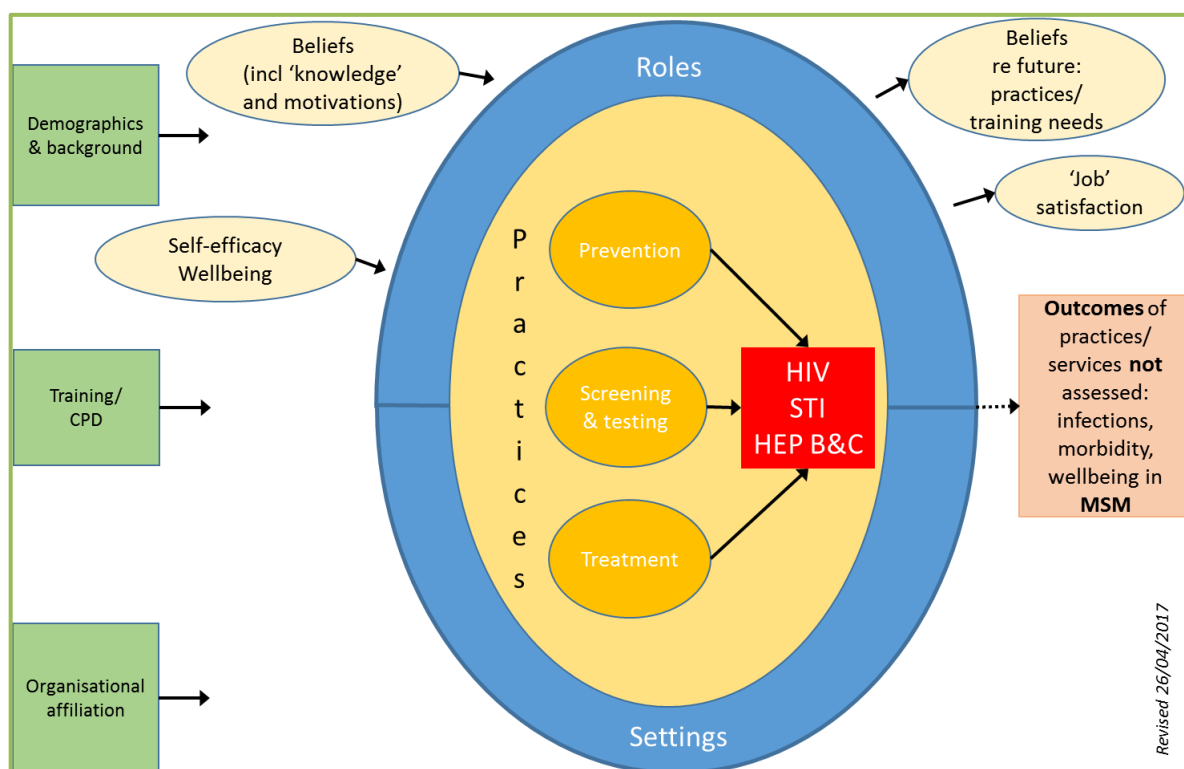 Demographics
& background
Training/
CPD
Organisational
affiliation
Beliefs
(incl ‘knowledge’
and motivations)
Self-efficacy
Wellbeing
Roles
Practices
Prevention
Screening
& testing
Treatment
HIV
STI
HEP B&C
Settings
Beliefs
re future:
practices/
training needs
‘Job’
satisfaction
Outcomes of
practices/
services not
assessed:
infections,
morbidity,
wellbeing in
MSM
Revised 26/04/2017